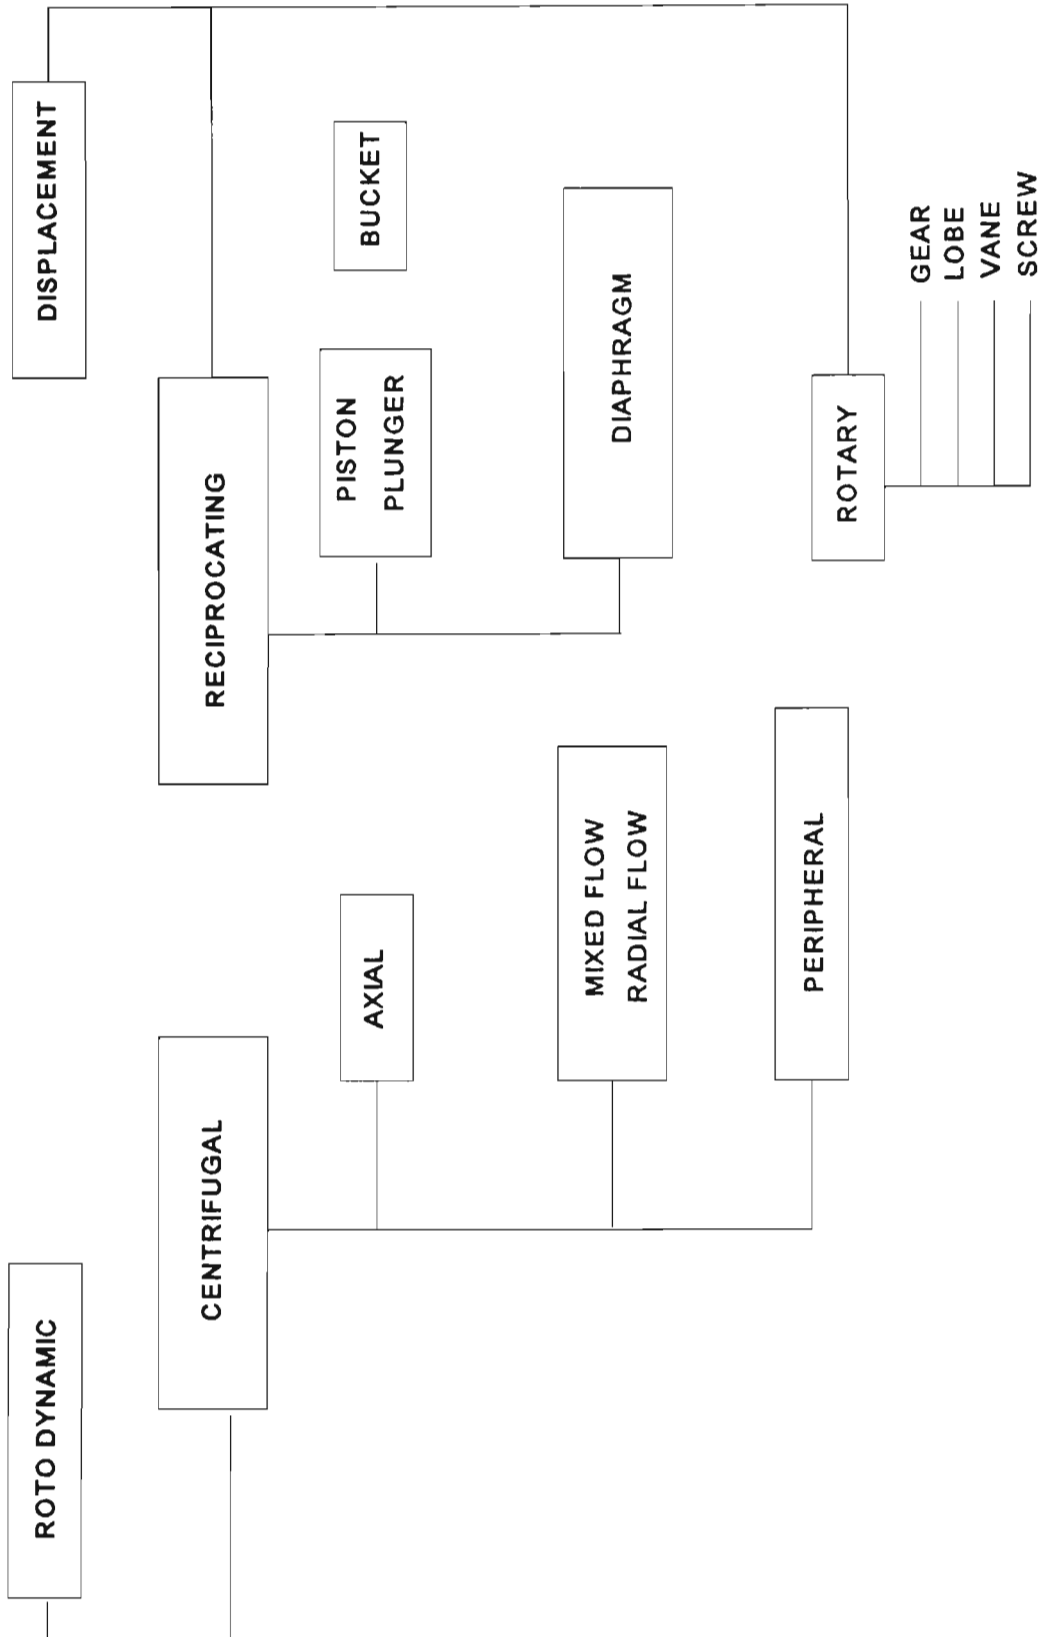 ROTO DYNAMIC
DISPLACEMENT
CENTRIFUGAL
RECIPROCATING
AXIAL
PISTON
PLUNGER
BUCKET
MIXED FLOW
RADIAL FLOW
DIAPHRAGM
PERIPHERAL
ROTARY
GEAR
LOBE
VANE
SCREW